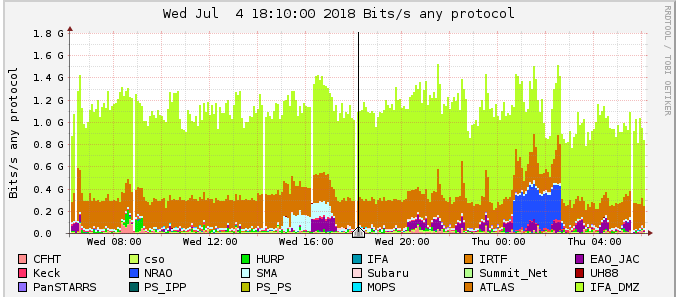 Wed Jul  4 18:10:00 2018 Bits/s any protocol
RRDTOOL / TOBI OETIKER
Bits/s any protocol
1.8 G
1.6 G
1.4 G
1.2 G
1.0 G
0.8 G
0.6 G
0.4 G
0.2 G
0.0
Wed 08:00 Wed 12:00 Wed 16:00 Wed 20:00 Thu 00:00 Thu 04:00
CFHT cso HURP IFA IRTF EAO_JAC
Keck NRAO SMA Subaru Summit_Net UH88
PanSTARRS PS_IPP PS_PS MOPS ATLAS IFA_DMZ